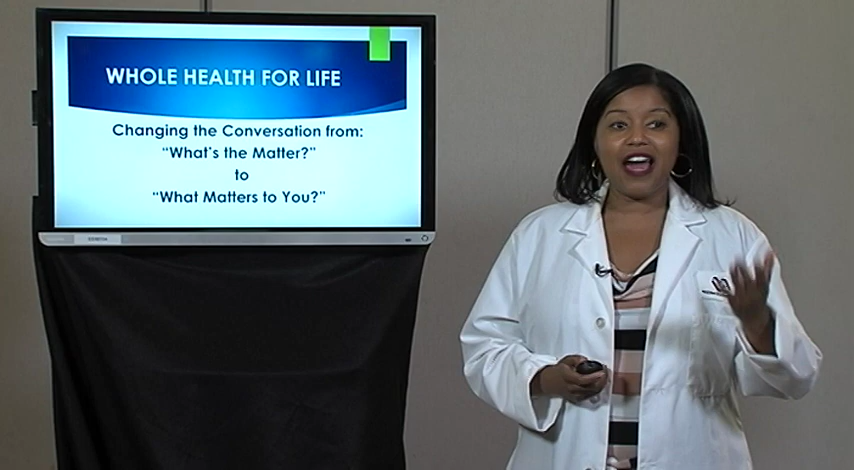 WHOLE HEALTH FOR LIFE
Changing the Conversation from:
“What’s the Matter?”
to
“What Matters to You?”